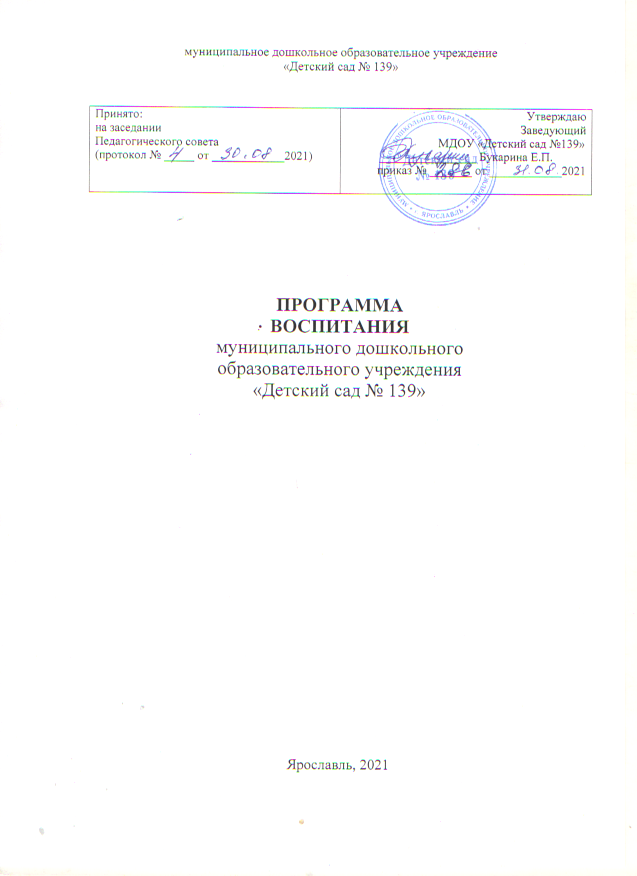 муниципальное дошкольное образовательное учреждение
«Детский сад № 139»
Принято:
на заседании
Педагогического совета
(протокол № 4 от 30.08 2021)
Утверждаю
Заведующий
МДОУ «Детский сад №139»
Букарина Е.П.
приказ № от 31.08.2021
ЯРОСЛАВЛЬ
ПРОГРАММА
ВОСПИТАНИЯ
муниципального дошкольного
образовательного учреждения
«Детский сад № 139»
Ярославль, 2021